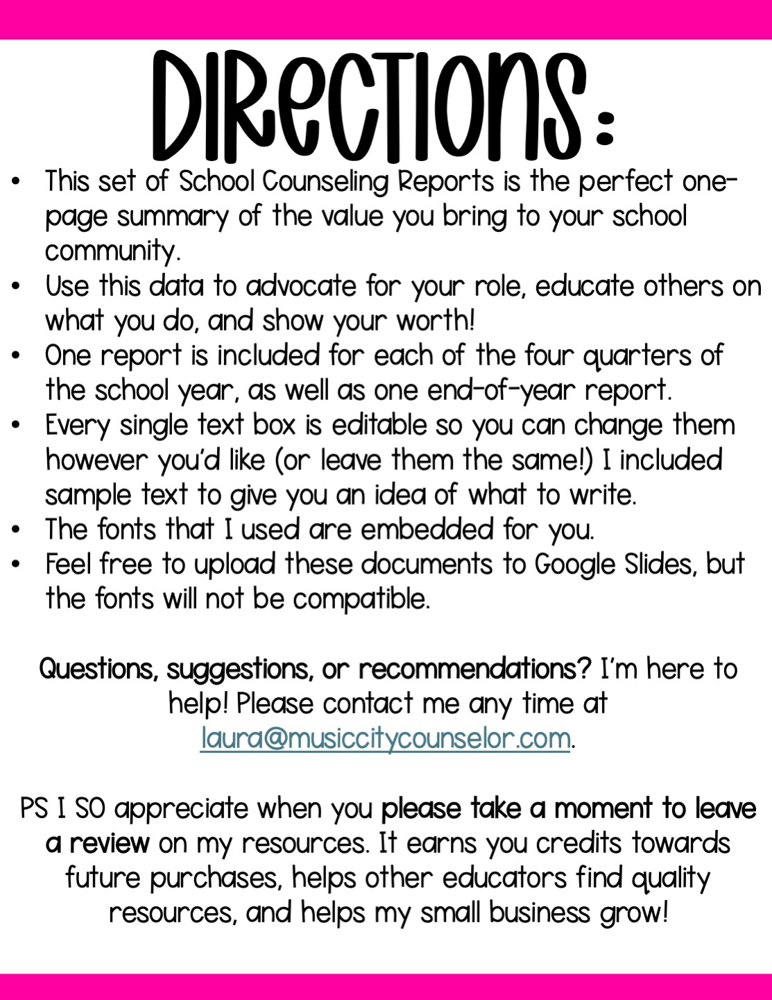 DIRECTIONS:
• This set of School Counseling Reports is the perfect one-
page summary of the value you bring to your school
community.
• Use this data to advocate for your role, educate others on
what you do, and show your worth!
• One report is included for each of the four quarters of
the school year, as well as one end-of-year report.
• Every single text box is editable so you can change them
however you'd like (or leave them the same!) I included
sample text to give you an idea of what to write.
• The fonts that I used are embedded for you.
• Feel free to upload these documents to Google Slides, but
the fonts will not be compatible.
Questions, suggestions, or recommendations? I'm here to
help! Please contact me any time at
laura@musiccitycounselor.com.
PS I SO appreciate when you please take a moment to leave
a review on my resources. It earns you credits towards
future purchases, helps other educators find quality
resources, and helps my small business grow!